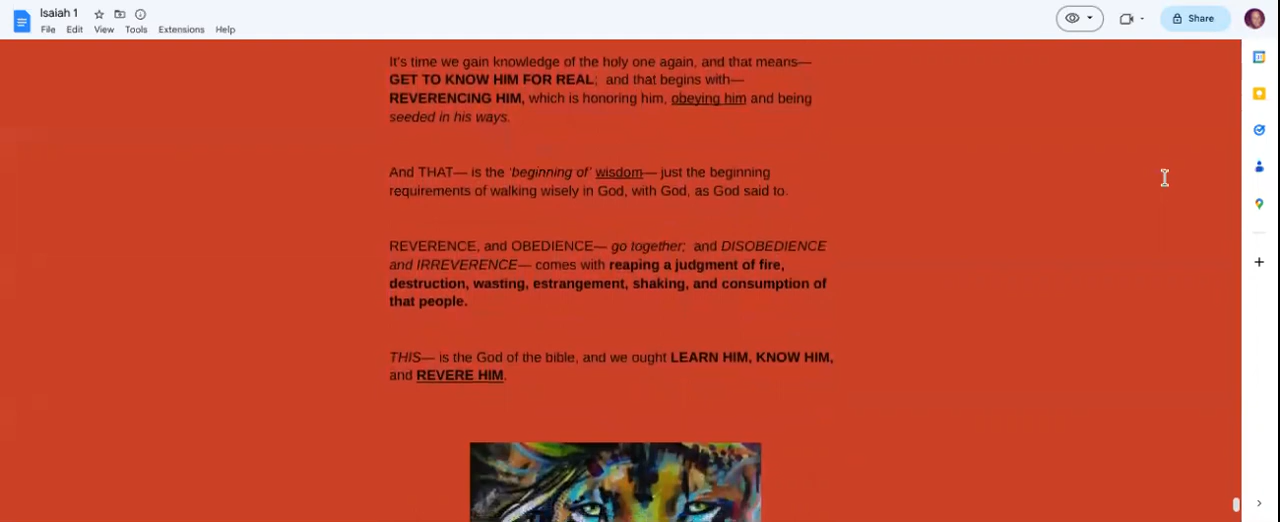 Isaiah 1
File Edit View Tools Extensions Help
Share
It's time we gain knowledge of the holy one again, and that means—
GET TO KNOW HIM FOR REAL;  and that begins with—
REVERENCING HIM, which is honoring him, obeying him and being
seeded in his ways.
And THAT— is the 'beginning of' wisdom— just the beginning
requirements of walking wisely in God, with God, as God said to.
REVERENCE, and OBEDIENCE— go together;  and DISOBEDIENCE
and IRREVERENCE— comes with reaping a judgment of fire,
destruction, wasting, estrangement, shaking, and consumption of
that people.
THIS— is the God of the bible, and we ought LEARN HIM, KNOW HIM,
and REVERE HIM.